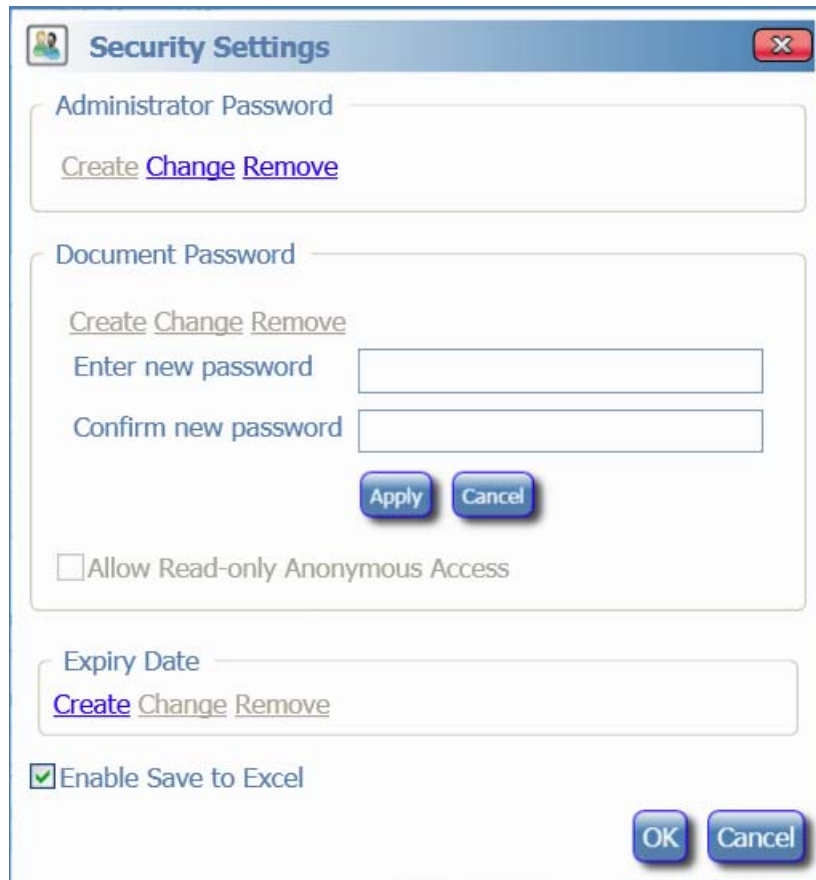 Security Settings
Administrator Password
Create Change Remove
Document Password
Create Change Remove
Enter new password
Confirm new password
Apply Cancel
Allow Read-only Anonymous Access
Expiry Date
Create Change Remove
Enable Save to Excel
OK Cancel